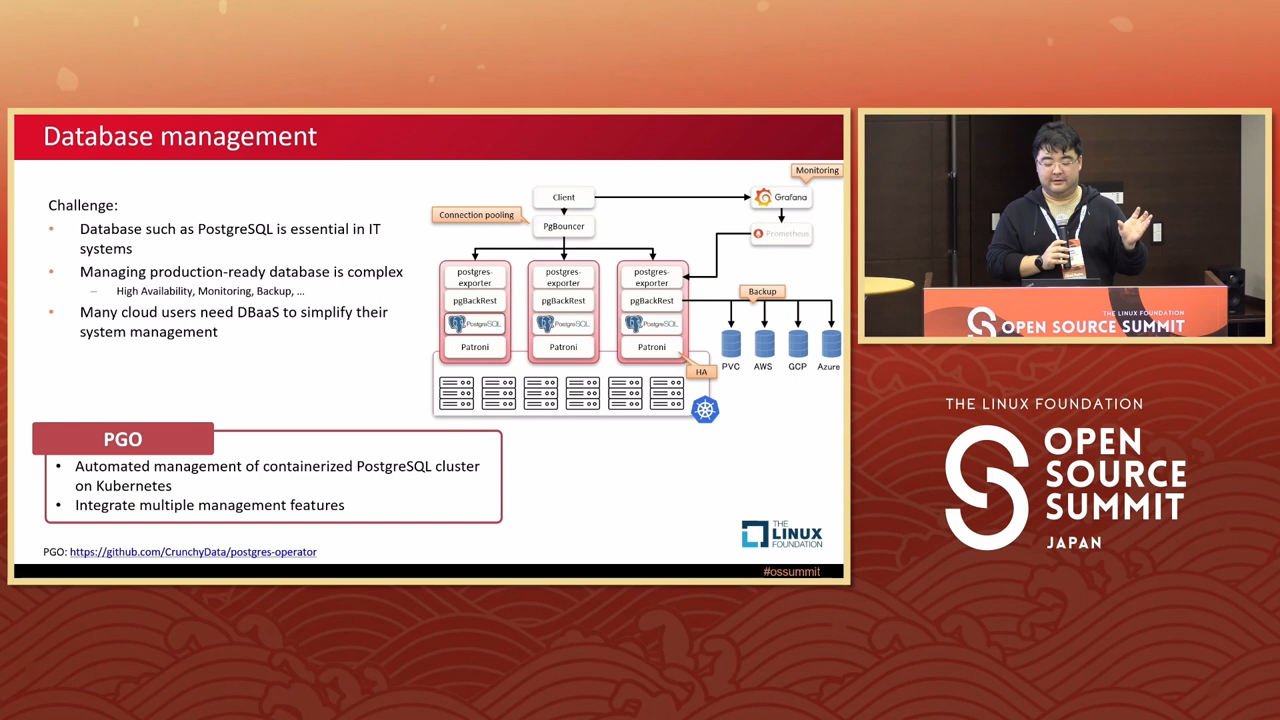 Database management
Challenge:
• Database such as PostgreSQL is essential in IT
systems
• Managing production-ready database is complex
– High Availability, Monitoring, Backup, ...
• Many cloud users need DBaaS to simplify their
system management
Monitoring
Client
Grafana
Connection pooling
PgBouncer
Prometheus
postgres-
exporter
postgres-
exporter
postgres-
exporter
pgBackRest
pgBackRest
pgBackRest
Backup
PostgreSQL
PostgreSQL
PostgreSQL
Patroni
Patroni
Patroni
PVC
AWS
GCP
Azure
HA
PGO
• Automated management of containerized PostgreSQL cluster
on Kubernetes
• Integrate multiple management features
PGO: https://github.com/CrunchyData/postgres-operator
THE
LINUX
FOUNDATION
#ossummit
THE LINUX FOUNDATION
OPEN SOURCE SUMMIT
THE LINUX FOUNDATION
OPEN
SOURCE
SUMMIT
JAPAN